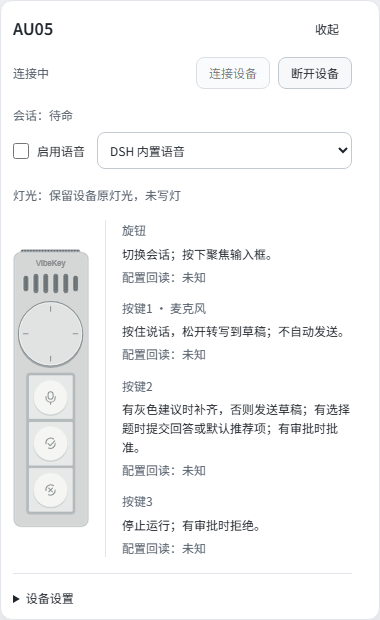 AU05
收起
连接中
连接设备
断开设备
会话：待命
启用语音
DSH 内置语音
灯光：保留设备原灯光，未写灯
VibeKey
旋钮
切换会话；按下聚焦输入框。
配置回读：未知
按键1 · 麦克风
按住说话，松开转写到草稿；不自动发送。
配置回读：未知
按键2
有灰色建议时补齐，否则发送草稿；有选择
题时提交回答或默认推荐项；有审批时批
准。
配置回读：未知
按键3
停止运行；有审批时拒绝。
配置回读：未知
设备设置